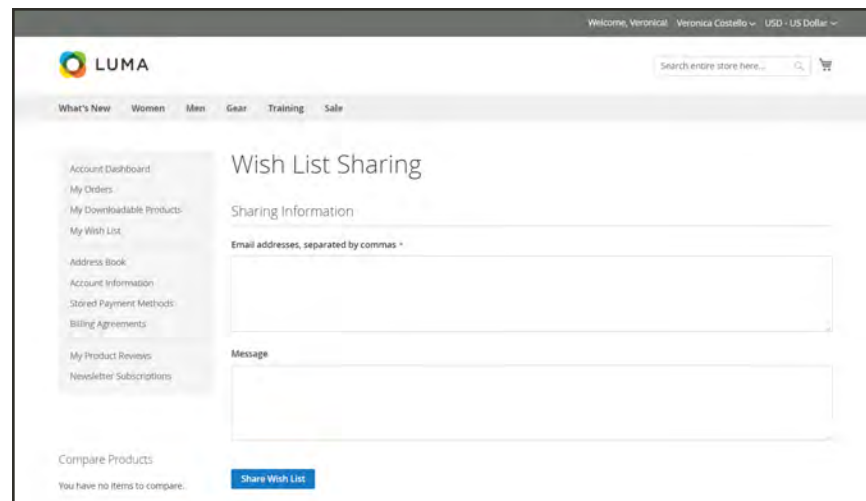 Welcome, Veronica! Veronica Costello USD - US Dollar
LUMA
Search entire store here...
What's New Women Men Gear Training Sale
Account Dashboard
My Orders
My Downloadable Products
My Wish List
Address Book
Account Information
Stored Payment Methods
Billing Agreements
My Product Reviews
Newsletter Subscriptions
Compare Products
You have no items to compare.
Wish List Sharing
Sharing Information
Email addresses, separated by commas *
Message
Share Wish List